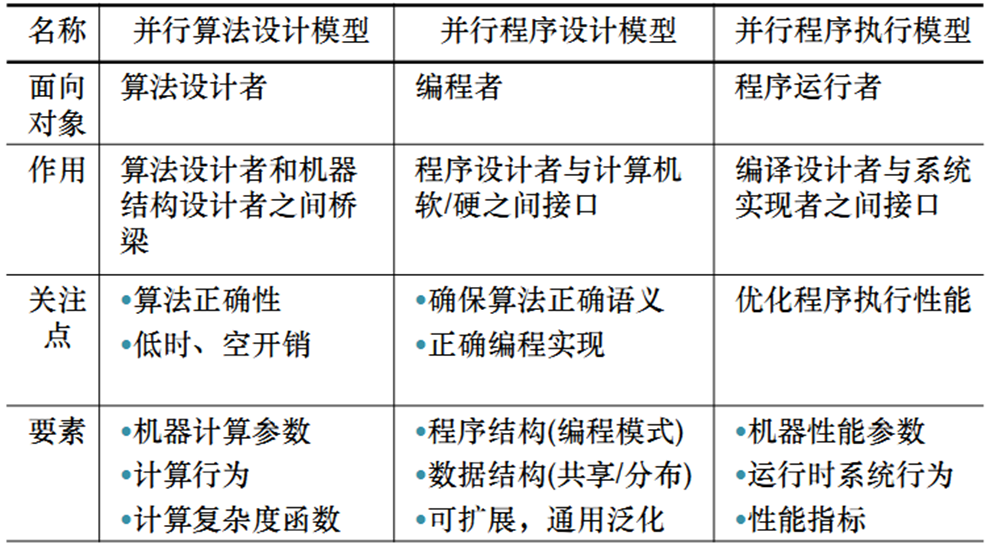 名称 并行算法设计模型 并行程序设计模型 并行程序执行模型
面向 算法设计者 编程者 程序运行者
对象
作用 算法设计者和机器 程序设计者与计算机 编译设计者与系统
结构设计者之间桥 软/硬之间接口 实现者之间接口
梁
关注 •算法正确性 •确保算法正确语义 优化程序执行性能
点 •低时、空开销 •正确编程实现
要素 •机器计算参数 •程序结构(编程模式) •机器性能参数
•计算行为 •数据结构(共享/分布) •运行时系统行为
•计算复杂度函数 •可扩展，通用泛化 •性能指标